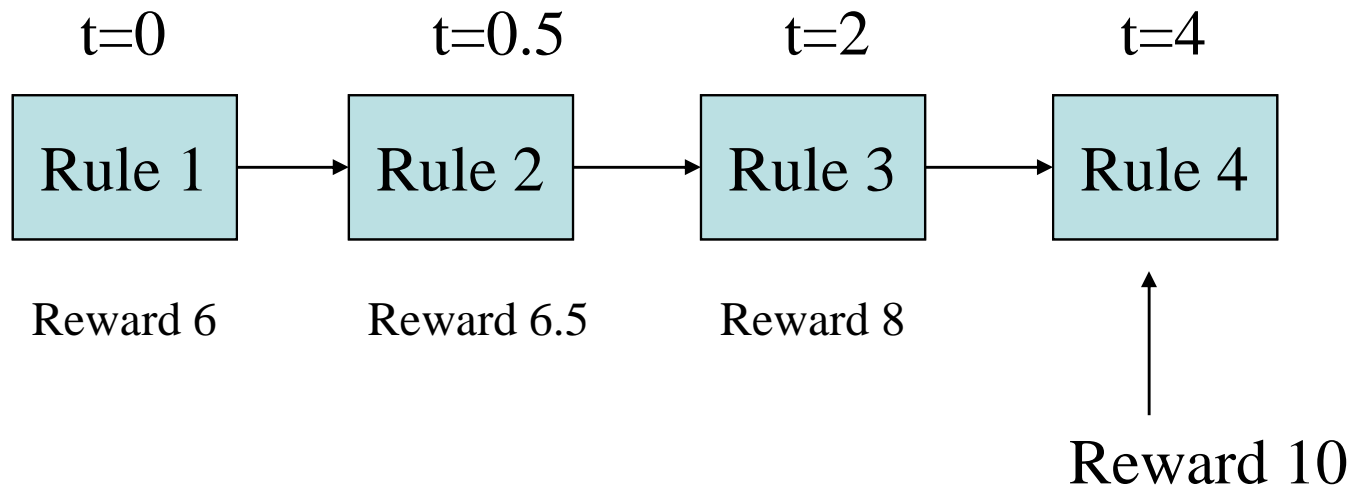 t=0
t=0.5
t=2
t=4
Rule 1
Rule 2
Rule 3
Rule 4
Reward 6
Reward 6.5
Reward 8
Reward 10